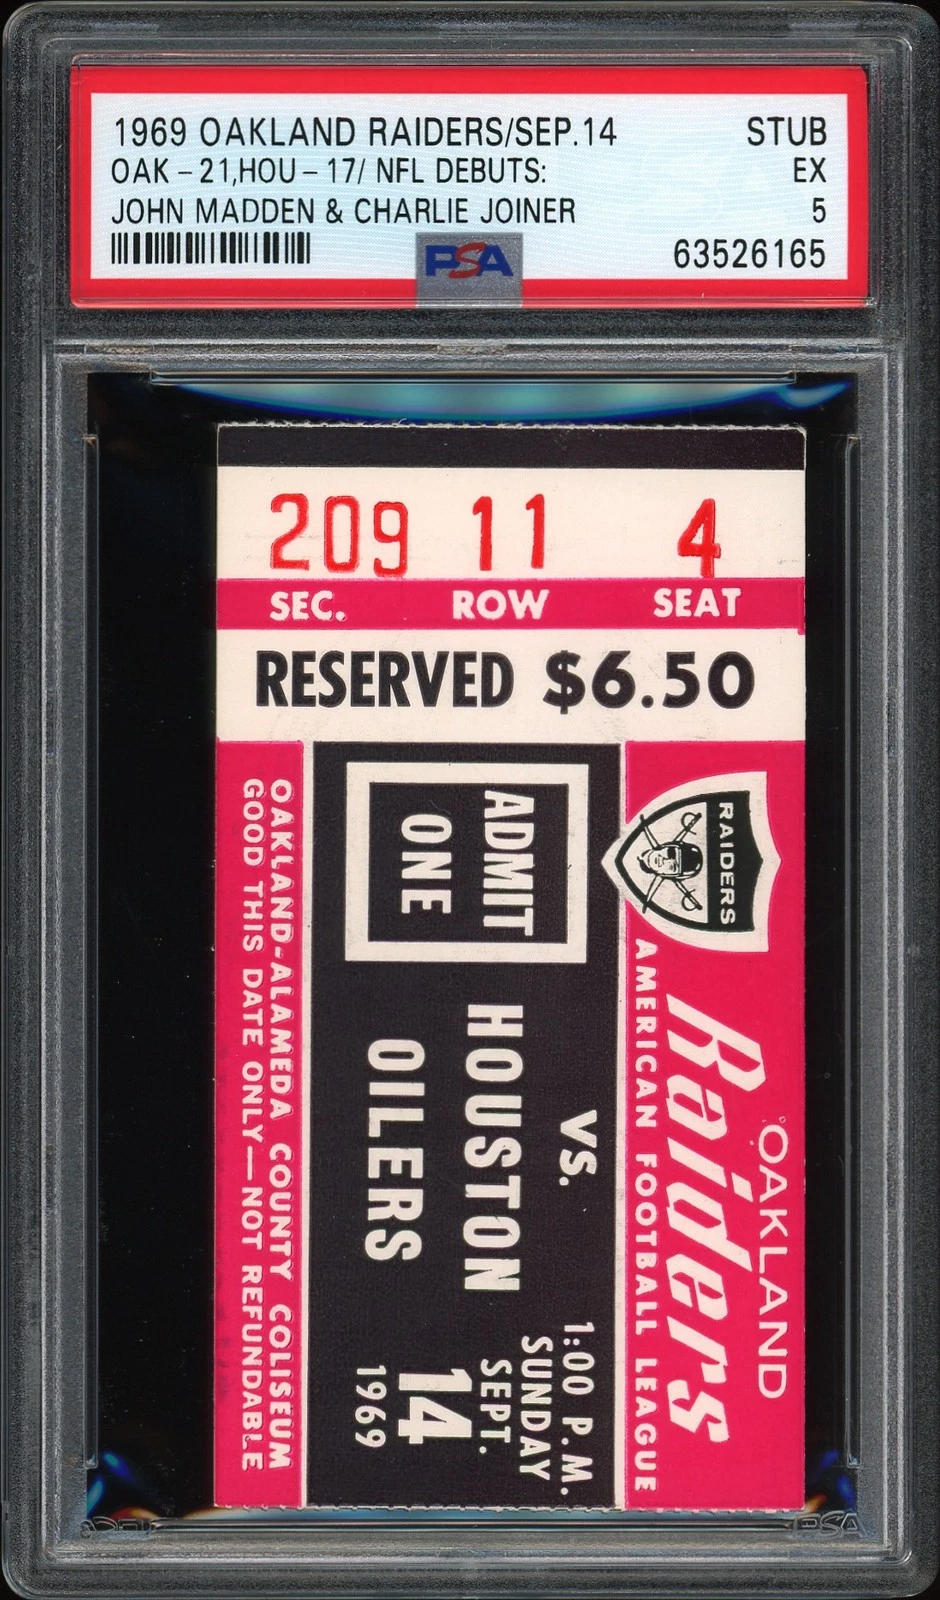 1969 OAKLAND RAIDERS/SEP.14 STUB
OAK - 21,HOU - 17/ NFL DEBUTS: EX
JOHN MADDEN & CHARLIE JOINER 5
PSA 63526165
209 11 4
SEC. ROW SEAT
RESERVED $6.50
RAIDERS
OAKLAND
Raiders
AMERICAN FOOTBALL LEAGUE
ADMIT
ONE
VS.
HOUSTON
OILERS
1:00 P.M.
SUNDAY
SEPT.
14
1969
OAKLAND-ALAMEDA COUNTY COLISEUM
GOOD THIS DATE ONLY—NOT REFUNDABLE
PSA